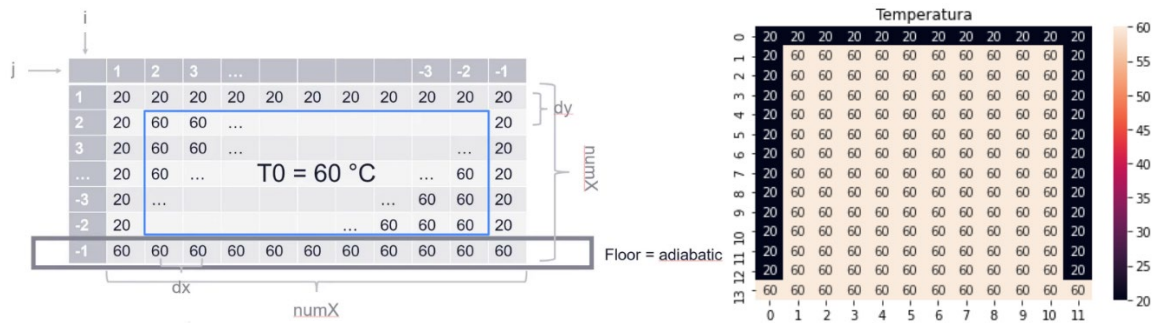 i
j
1 2 3 ... -3 -2 -1
1 20 20 20 20 20 20 20 20 20 20 20
2 20 60 60 ... 20
3 20 60 60 ... ... 20
... 20 60 ... ... 60 20
-3 20 ... ... 60 60 20
-2 20 ... 60 60 60 20
-1 60 60 60 60 60 60 60 60 60 60 60
T0 = 60 °C
dy
numX
dx
numX
Floor = adiabatic
Temperatura
0 20 20 20 20 20 20 20 20 20 20 20 20
1 20 60 60 60 60 60 60 60 60 60 60 20
2 20 60 60 60 60 60 60 60 60 60 60 20
3 20 60 60 60 60 60 60 60 60 60 60 20
4 20 60 60 60 60 60 60 60 60 60 60 20
5 20 60 60 60 60 60 60 60 60 60 60 20
6 20 60 60 60 60 60 60 60 60 60 60 20
7 20 60 60 60 60 60 60 60 60 60 60 20
8 20 60 60 60 60 60 60 60 60 60 60 20
9 20 60 60 60 60 60 60 60 60 60 60 20
10 20 60 60 60 60 60 60 60 60 60 60 20
11 20 60 60 60 60 60 60 60 60 60 60 20
12 20 60 60 60 60 60 60 60 60 60 60 20
13 60 60 60 60 60 60 60 60 60 60 60 60
0 1 2 3 4 5 6 7 8 9 10 11
60
55
50
45
40
35
30
25
20